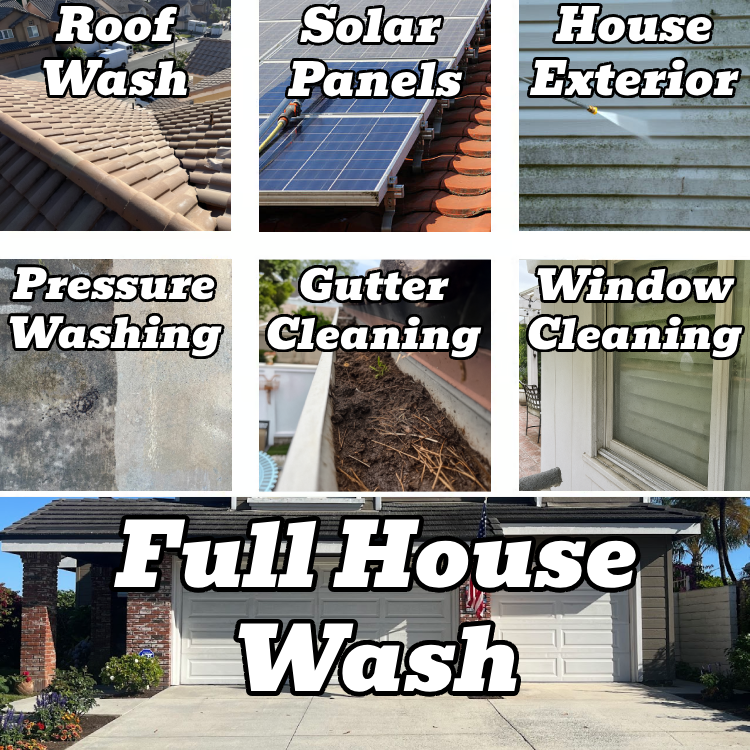 Roof
Wash
Solar
Panels
House
Exterior
Pressure
Washing
Gutter
Cleaning
Window
Cleaning
Full House
Wash